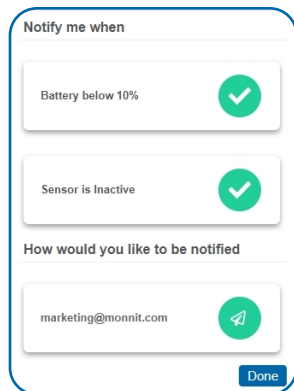 Notify me when
Battery below 10%
Sensor is Inactive
How would you like to be notified
marketing@monnit.com
Done